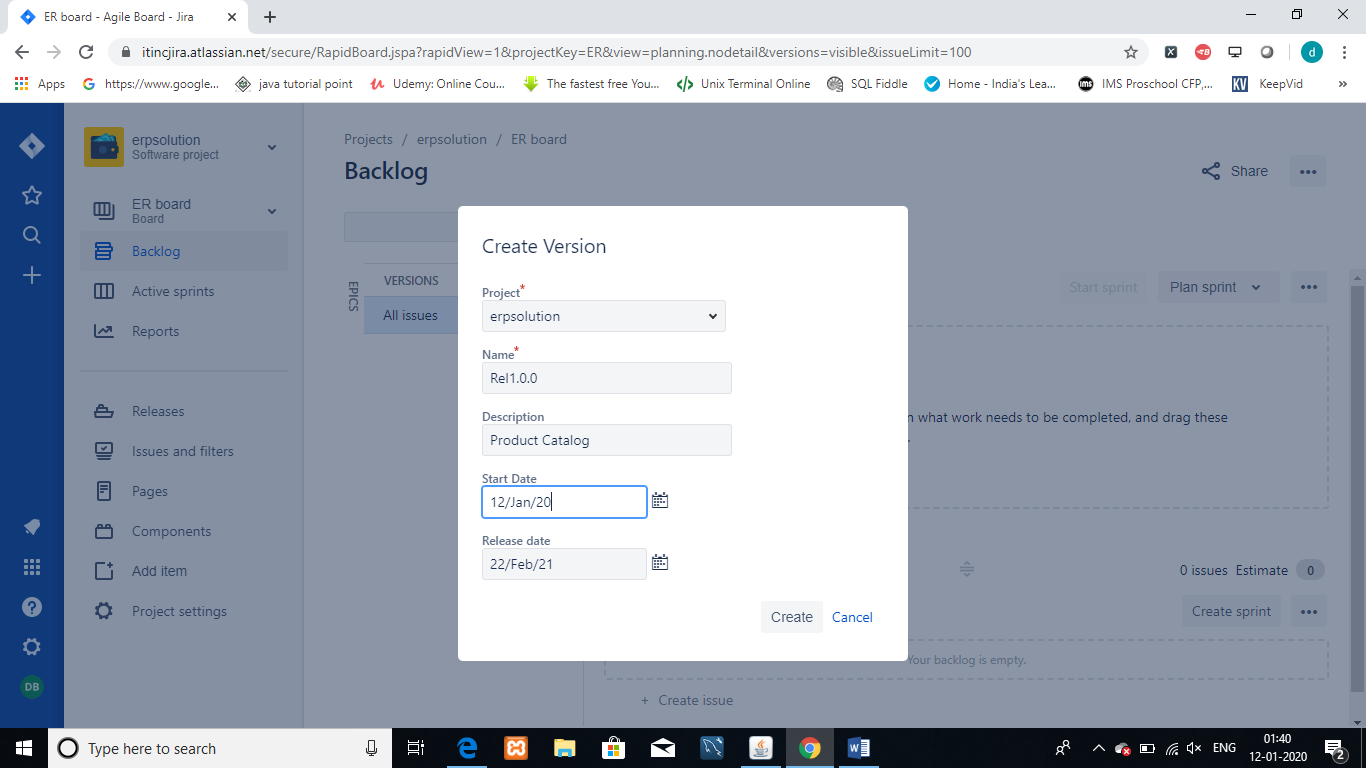 ER board - Agile Board - Jira
itincjira.atlassian.net/secure/RapidBoard.jspa?rapidView=1&projectKey=ER&view=planning.nodetail&versions=visible&issueLimit=100
d
Apps
https://www.google...
java tutorial point
Udemy: Online Cou...
The fastest free You...
Unix Terminal Online
SQL Fiddle
Home - India's Lea...
IMS Proschool CFP,...
KeepVid
erpsolution
Software project
ER board
Board
Backlog
Active sprints
Reports
Releases
Issues and filters
Pages
Components
Add item
Project settings
DB
Projects / erpsolution / ER board
Backlog
Share
EPICS
VERSIONS
All issues
Start sprint
Plan sprint
n what work needs to be completed, and drag these
0 issues Estimate 0
Create sprint
Your backlog is empty.
+ Create issue
Create Version
Project*
erpsolution
Name*
Rel1.0.0
Description
Product Catalog
Start Date
12/Jan/20
Release date
22/Feb/21
Create
Cancel
Type here to search
ENG
01:40
12-01-2020
2